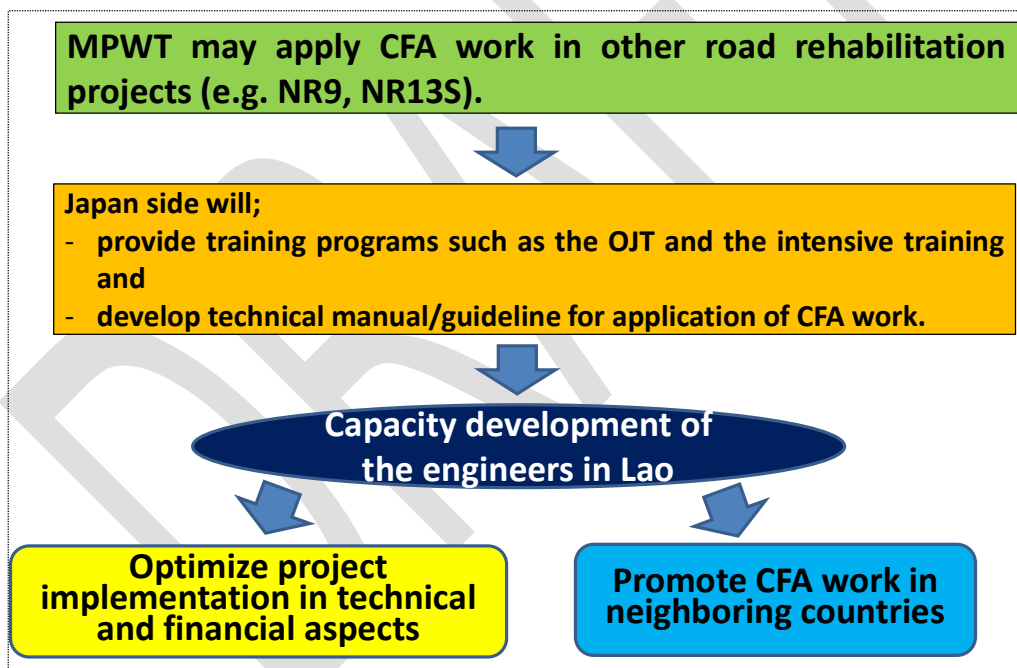 MPWT may apply CFA work in other road rehabilitation
projects (e.g. NR9, NR13S).
Japan side will;
- provide training programs such as the OJT and the intensive training
and
- develop technical manual/guideline for application of CFA work.
Capacity development of
the engineers in Lao
Optimize project
implementation in technical
and financial aspects
Promote CFA work in
neighboring countries
DRAFT